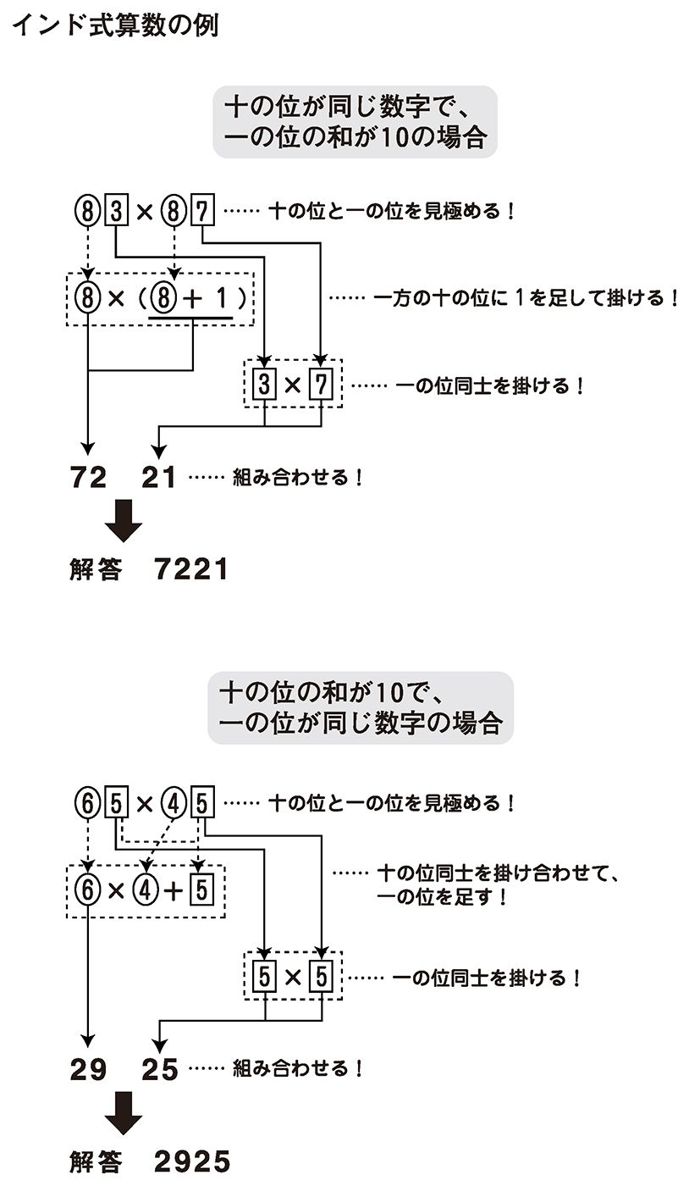 インド式算数の例
十の位が同じ数字で、
一の位の和が10の場合
⑧3×⑧7 …… 十の位と一の位を見極める！
⑧×(⑧+1) …… 一方の十の位に1を足して掛ける！
3×7 …… 一の位同士を掛ける！
72 21 …… 組み合わせる！
解答 7221
十の位の和が10で、
一の位が同じ数字の場合
⑥5×④5 …… 十の位と一の位を見極める！
⑥×④+5 …… 十の位同士を掛け合わせて、
一の位を足す！
5×5 …… 一の位同士を掛ける！
29 25 …… 組み合わせる！
解答 2925